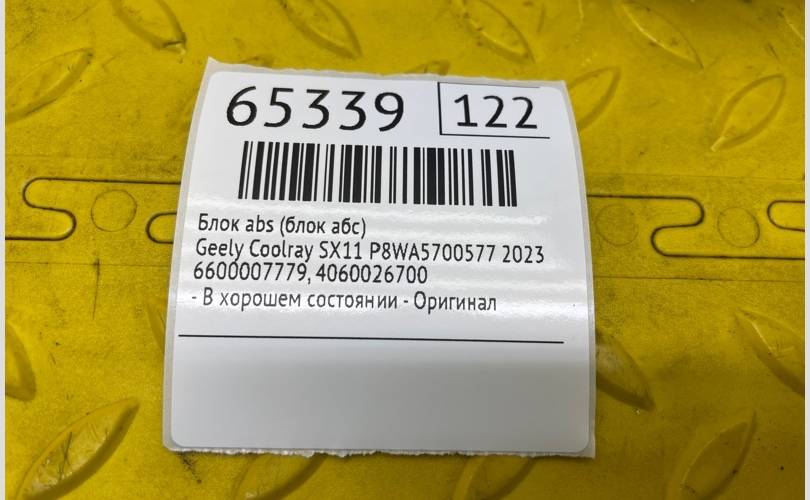 65339 122
Блок abs (блок абс)
Geely Coolray SX11 P8WA5700577 2023
6600007779, 4060026700
- В хорошем состоянии - Оригинал